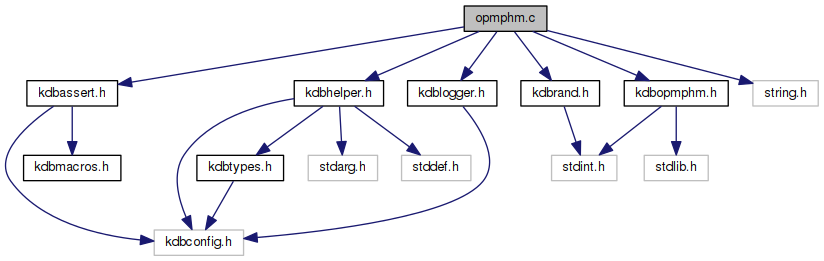 opmphm.c
kdbassert.h
kdbhelper.h
kdblogger.h
kdbrand.h
kdbopmphm.h
string.h
kdbmacros.h
kdbtypes.h
stdarg.h
stddef.h
stdint.h
stdlib.h
kdbconfig.h